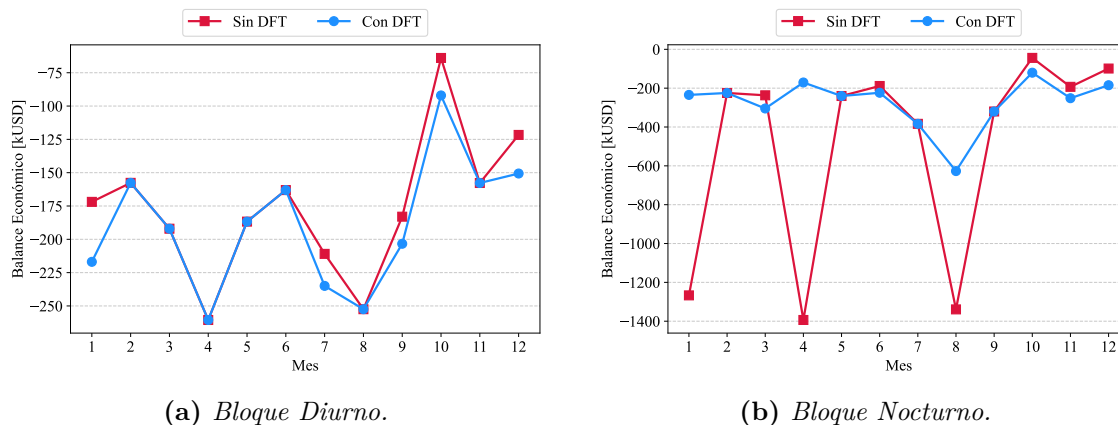 Sin DFT Con DFT
Balance Económico [kUSD]
−75
−100
−125
−150
−175
−200
−225
−250
1 2 3 4 5 6 7 8 9 10 11 12
Mes
(a) Bloque Diurno.
Sin DFT Con DFT
Balance Económico [kUSD]
0
−200
−400
−600
−800
−1000
−1200
−1400
1 2 3 4 5 6 7 8 9 10 11 12
Mes
(b) Bloque Nocturno.